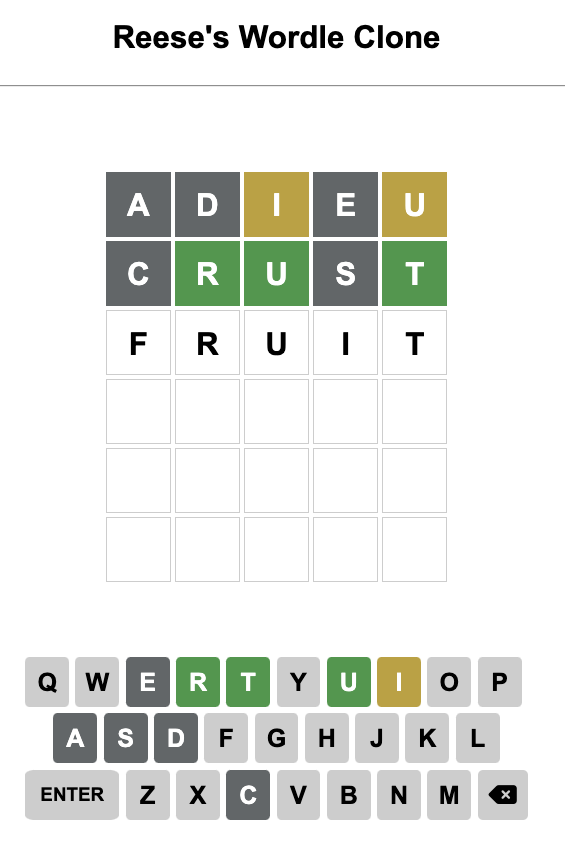 Reese's Wordle Clone
A D I E U
C R U S T
F R U I T
Q W E R T Y U I O P
A S D F G H J K L
ENTER Z X C V B N M